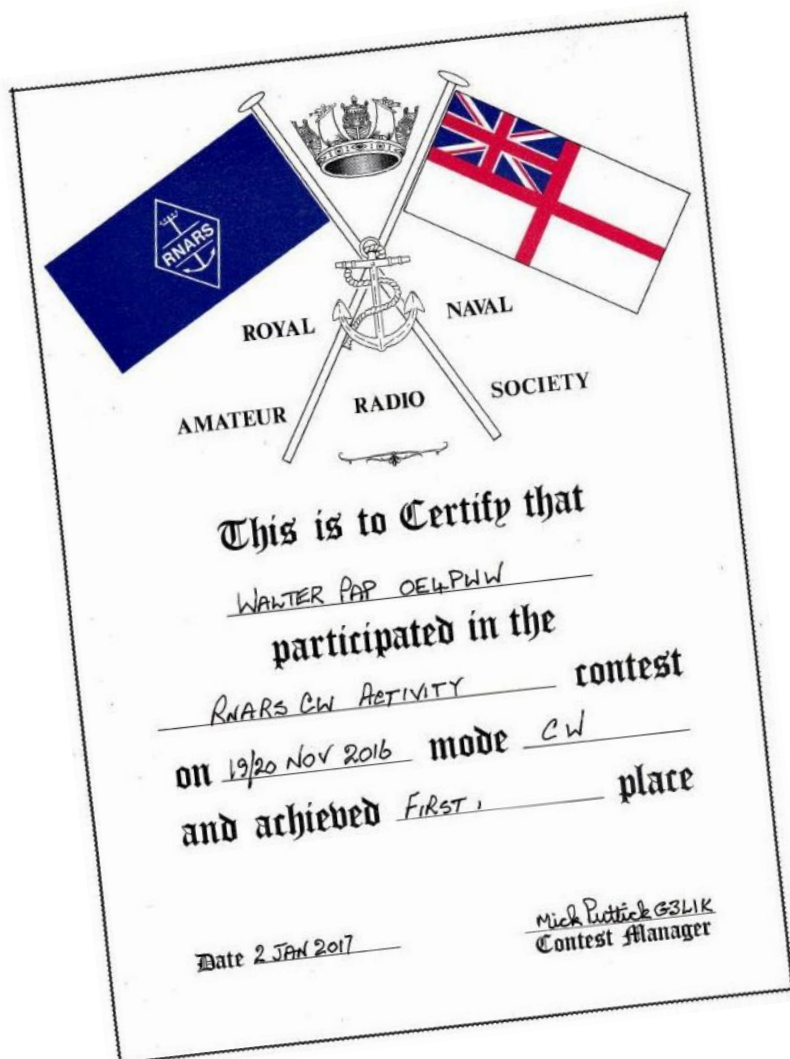 RNARS
ROYAL NAVAL
AMATEUR RADIO SOCIETY
This is to Certify that
WALTER PAP OE4PWW
participated in the
RNARS CW ACTIVITY contest
on 19/20 NOV 2016 mode CW
and achieved FIRST. place
Mick Puttick G3LIK
Date 2 JAN 2017 Contest Manager